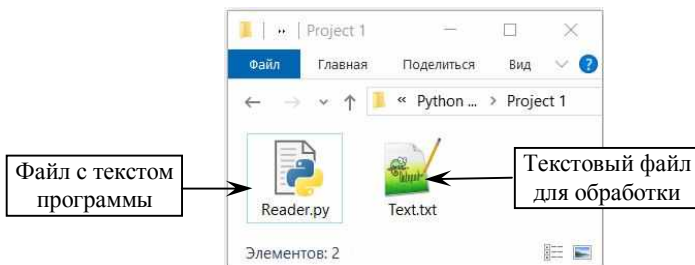 Project 1
Файл Главная Поделиться Вид
« Python ... > Project 1
Файл с текстом
программы
Текстовый файл
для обработки
Reader.py Text.txt
Элементов: 2